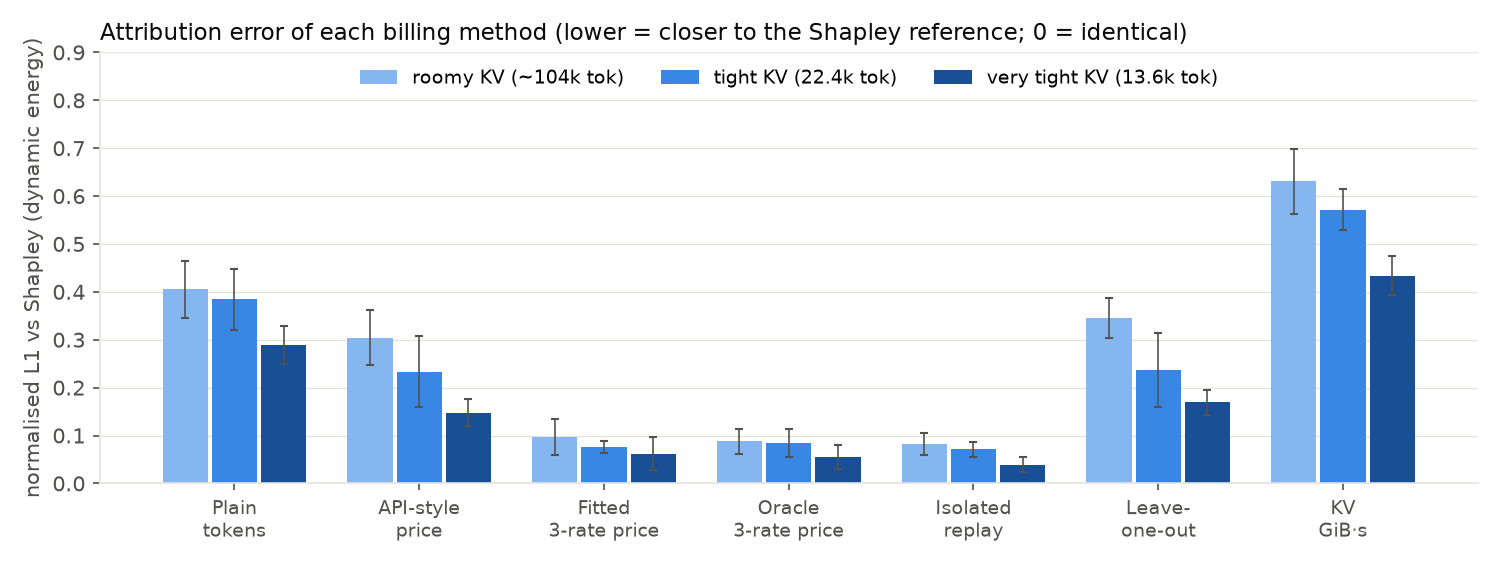 Attribution error of each billing method (lower = closer to the Shapley reference; 0 = identical)
normalised L1 vs Shapley (dynamic energy)
roomy KV (~104k tok)
tight KV (22.4k tok)
very tight KV (13.6k tok)
0.9
0.8
0.7
0.6
0.5
0.4
0.3
0.2
0.1
0.0
Plain
tokens
API-style
price
Fitted
3-rate price
Oracle
3-rate price
Isolated
replay
Leave-
one-out
KV
GiB·s